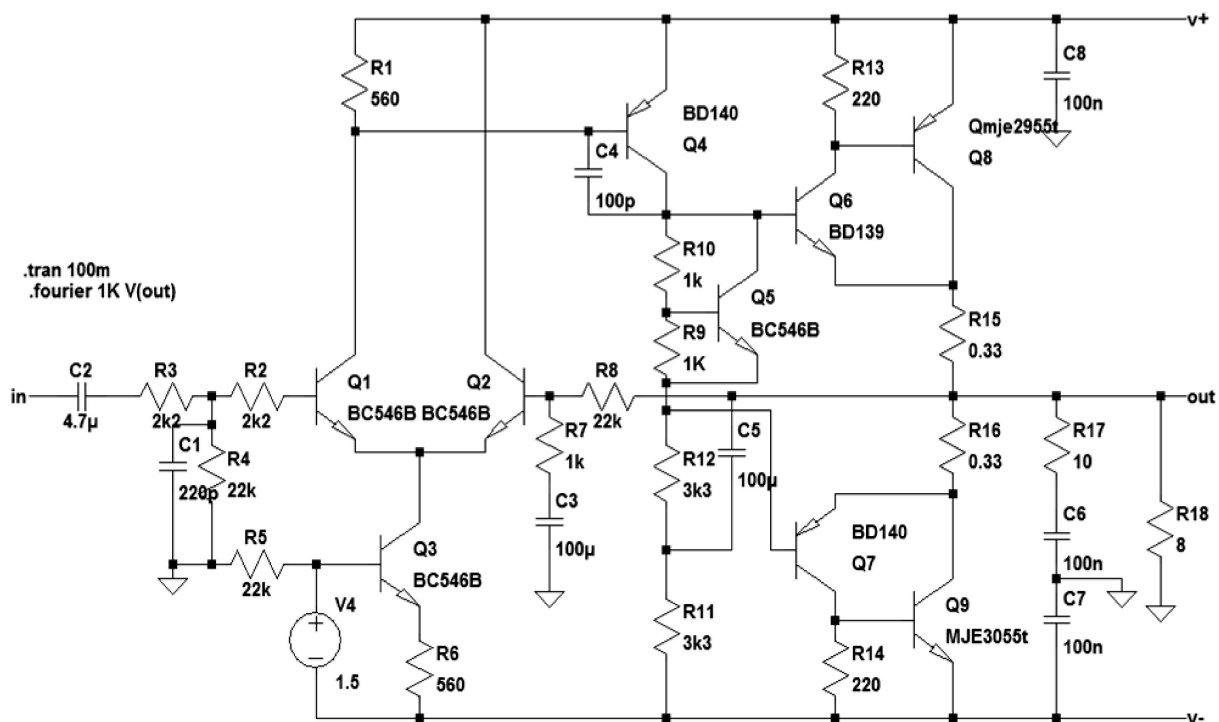 v+
R1
560
R13
220
C8
100n
BD140
Q4
Qmje2955t
Q8
C4
100p
Q6
BD139
R10
1k
.tran 100m
.fourier 1K V(out)
Q5
BC546B
R9
1K
R15
0.33
C2
4.7µ
R3
2k2
R2
2k2
Q1
BC546B
Q2
BC546B
R8
22k
in
out
C1
220p
R4
22k
R7
1k
C3
100µ
R12
3k3
C5
100µ
R16
0.33
R17
10
C6
100n
R18
8
R5
22k
Q3
BC546B
BD140
Q7
V4
1.5
R6
560
R11
3k3
R14
220
Q9
MJE3055t
C7
100n
V-